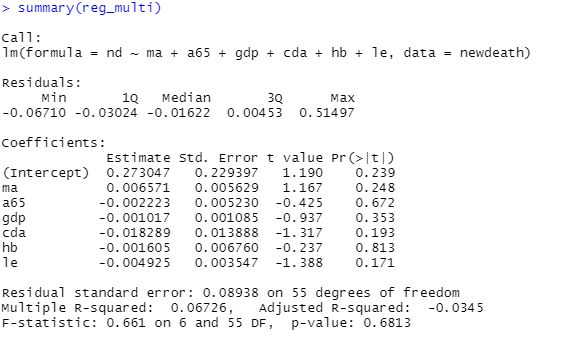 > summary(reg_multi)
Call:
lm(formula = nd ~ ma + a65 + gdp + cda + hb + le, data = newdeath)
Residuals:
Min 1Q Median 3Q Max
-0.06710 -0.03024 -0.01622 0.00453 0.51497
Coefficients:
Estimate Std. Error t value Pr(>|t|)
(Intercept) 0.273047 0.229397 1.190 0.239
ma 0.006571 0.005629 1.167 0.248
a65 -0.002223 0.005230 -0.425 0.672
gdp -0.001017 0.001085 -0.937 0.353
cda -0.018289 0.013888 -1.317 0.193
hb -0.001605 0.006760 -0.237 0.813
le -0.004925 0.003547 -1.388 0.171
Residual standard error: 0.08938 on 55 degrees of freedom
Multiple R-squared: 0.06726, Adjusted R-squared: -0.0345
F-statistic: 0.661 on 6 and 55 DF, p-value: 0.6813